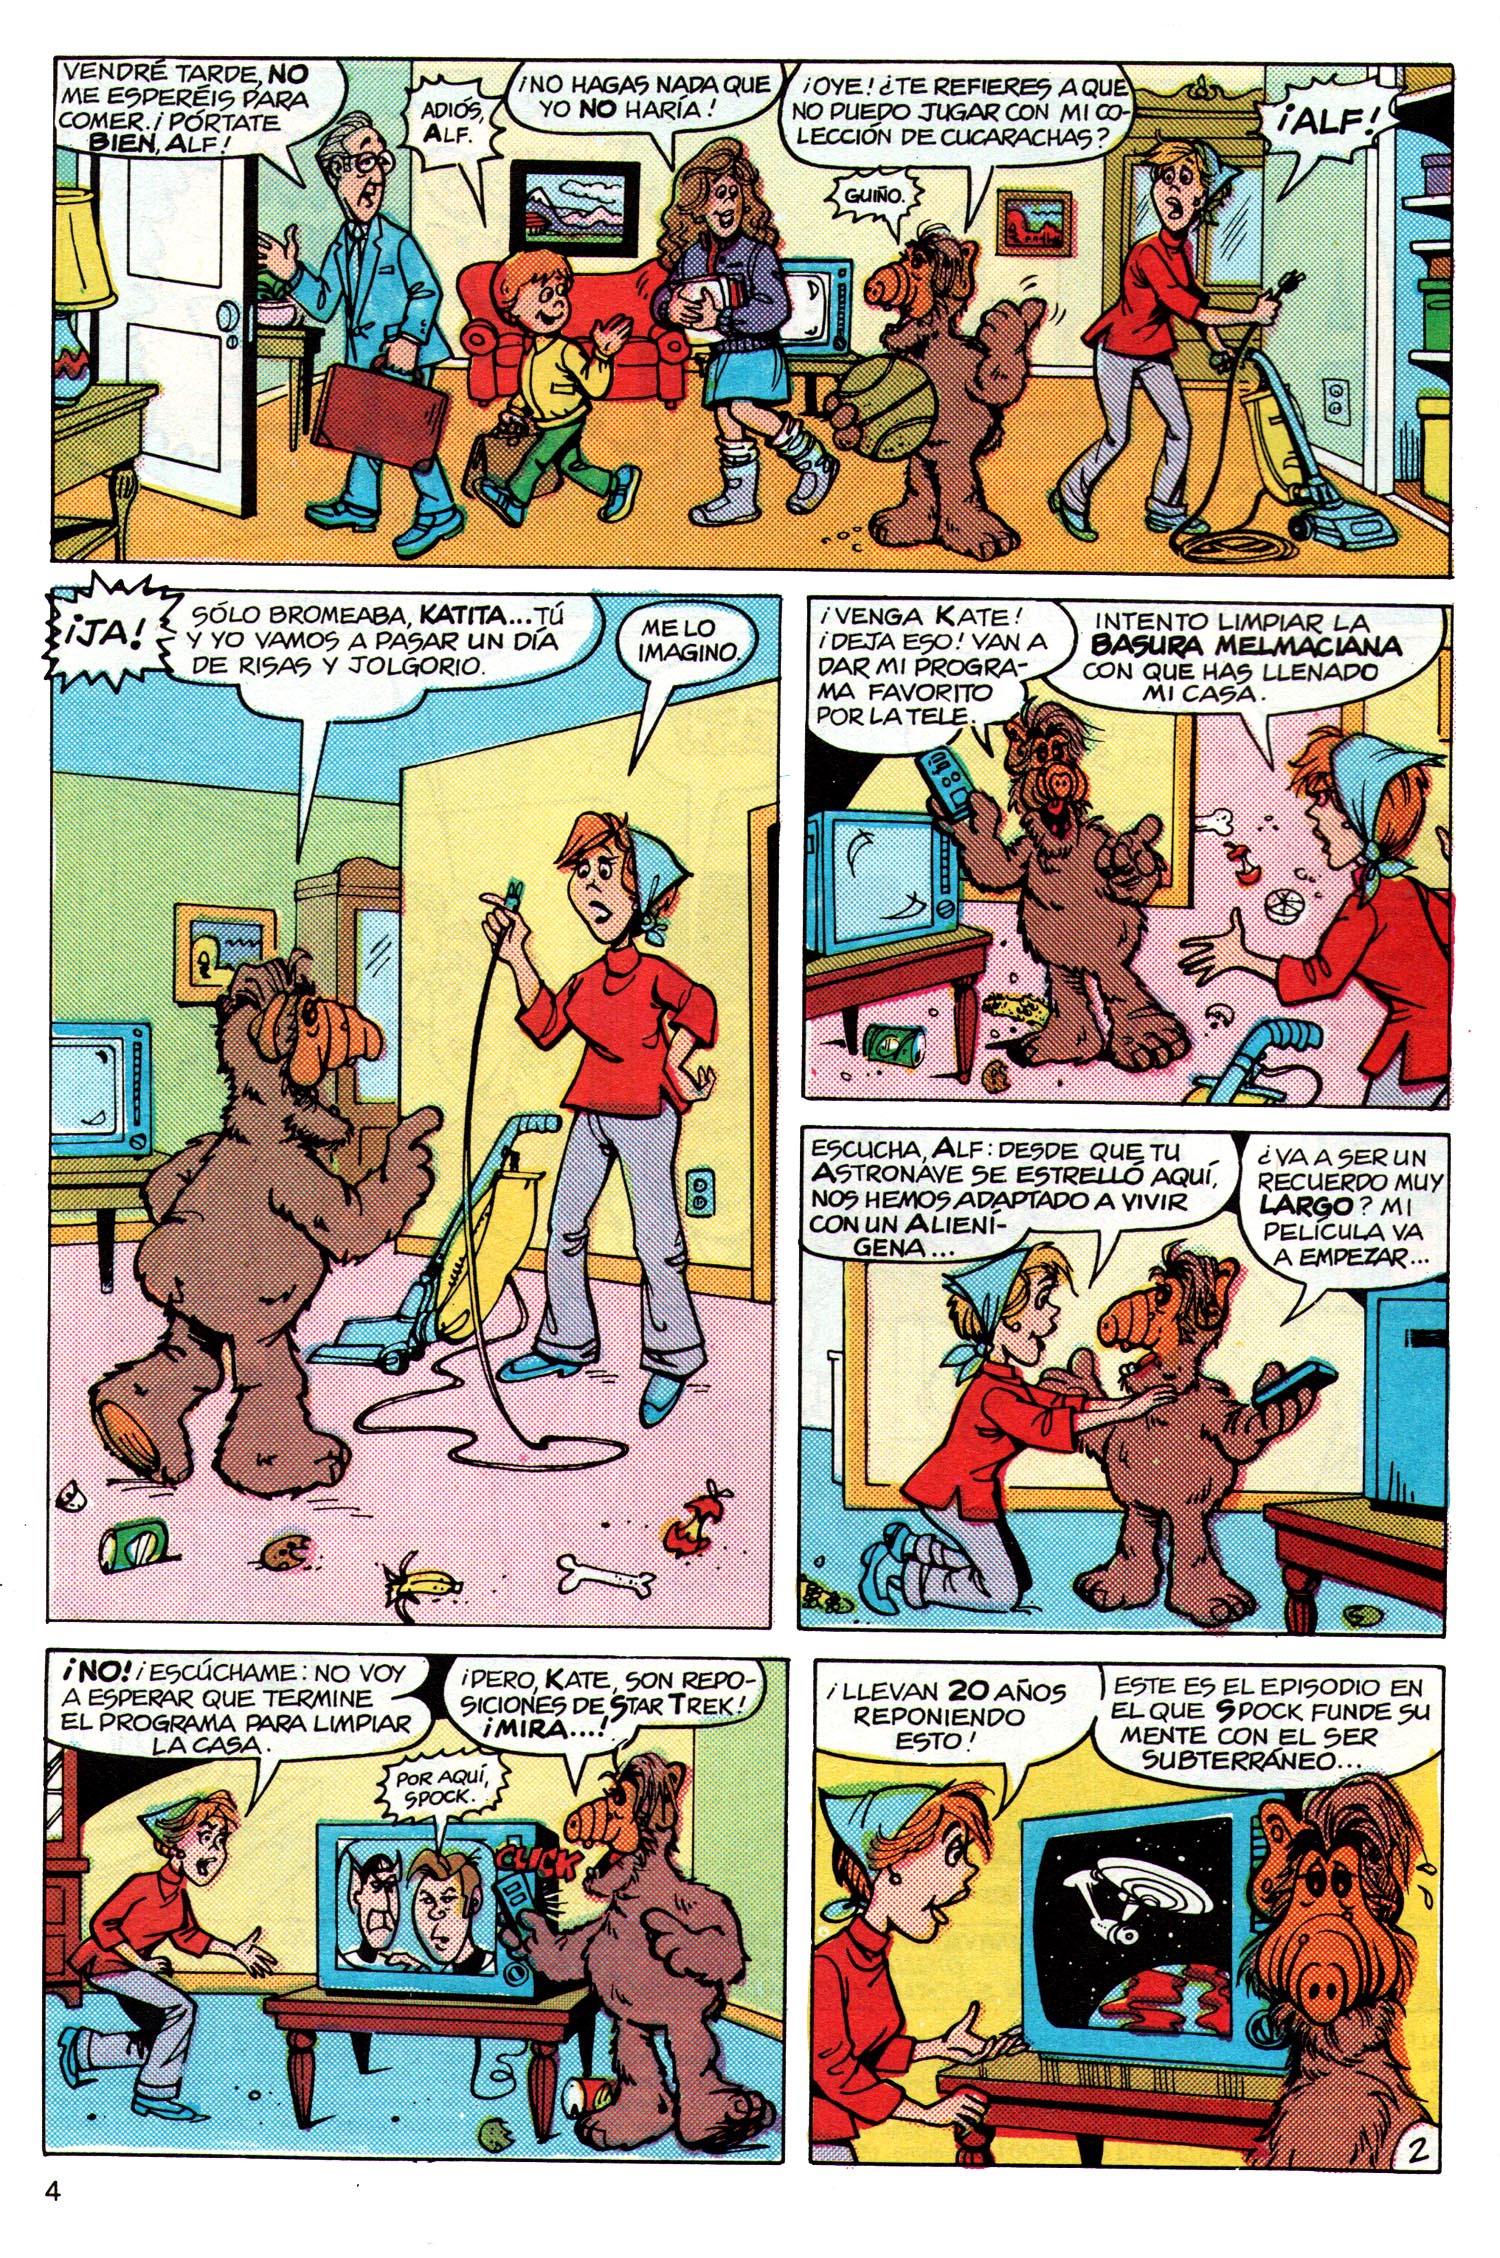 VENDRÉ TARDE, NO
ME ESPERÉIS PARA
COMER. ¡PÓRTATE
BIEN, ALF!
ADIÓS,
ALF.
¡NO HAGAS NADA QUE
YO NO HARÍA!
¡OYE! ¿TE REFIERES A QUE
NO PUEDO JUGAR CON MI CO-
LECCIÓN DE CUCARACHAS?
GUIÑO.
¡ALF!
¡JA!
SÓLO BROMEABA, KATITA... TÚ
Y YO VAMOS A PASAR UN DÍA
DE RISAS Y JOLGORIO.
ME LO
IMAGINO.
¡VENGA KATE!
¡DEJA ESO! VAN A
DAR MI PROGRA-
MA FAVORITO
POR LA TELE.
INTENTO LIMPIAR LA
BASURA MELMACIANA
CON QUE HAS LLENADO
MI CASA.
ESCUCHA, ALF: DESDE QUE TU
ASTRONAVE SE ESTRELLÓ AQUÍ,
NOS HEMOS ADAPTADO A VIVIR
CON UN ALIENÍ-
GENA...
¿VA A SER UN
RECUERDO MUY
LARGO? MI
PELÍCULA VA
A EMPEZAR...
¡NO! ¡ESCÚCHAME: NO VOY
A ESPERAR QUE TERMINE
EL PROGRAMA PARA LIMPIAR
LA CASA.
¡PERO, KATE, SON REPO-
SICIONES DE STAR TREK!
¡MIRA...!
POR AQUÍ,
SPOCK.
CLICK
¡LLEVAN 20 AÑOS
REPONIENDO
ESTO!
ESTE ES EL EPISODIO EN
EL QUE SPOCK FUNDE SU
MENTE CON EL SER
SUBTERRÁNEO...
2
4